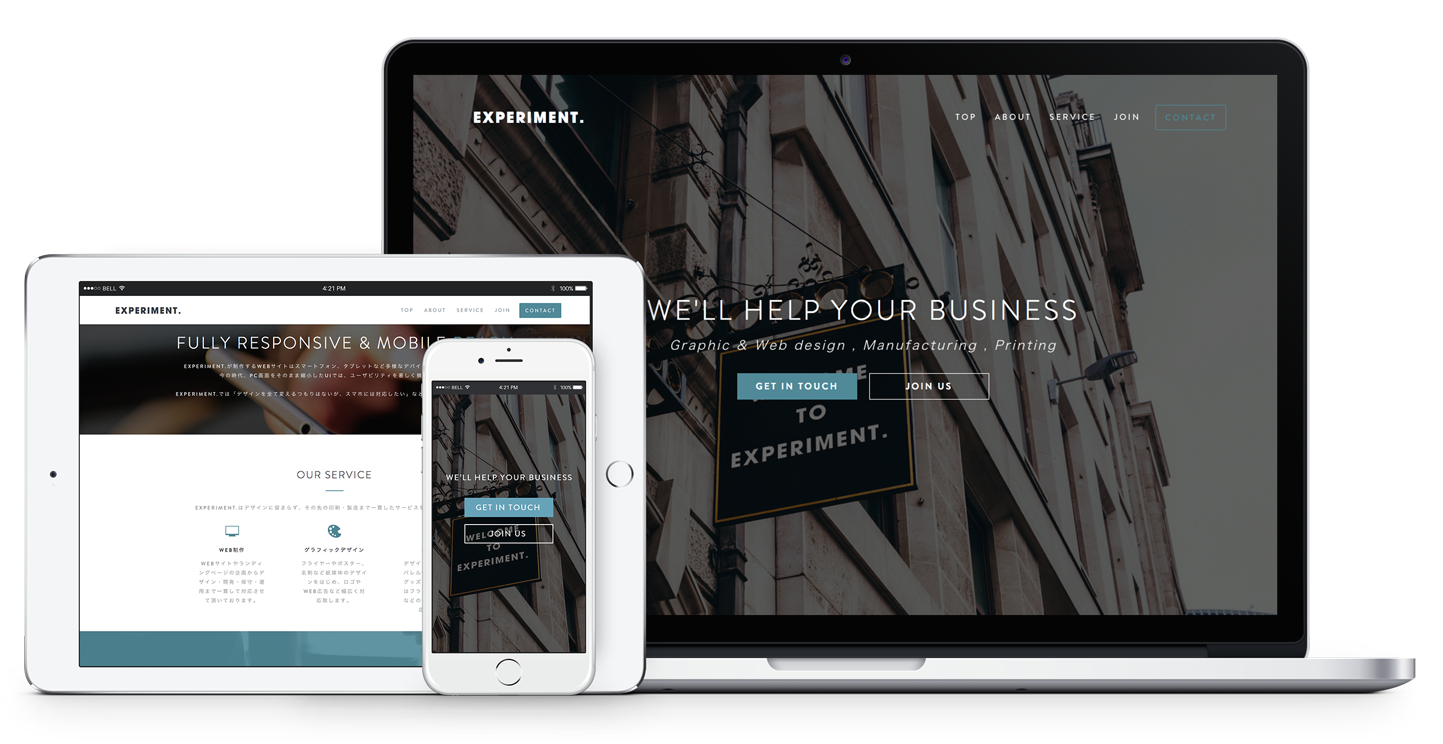 EXPERIMENT.
TOP ABOUT SERVICE JOIN CONTACT
WE'LL HELP YOUR BUSINESS
Graphic & Web design , Manufacturing , Printing
GET IN TOUCH JOIN US
TO
EXPERIMENT.
BELL 4:21 PM 100%
EXPERIMENT.
TOP ABOUT SERVICE JOIN CONTACT
FULLY RESPONSIVE & MOBILE
EXPERIMENT.が制作するWEBサイトはスマートフォン、タブレットなど多様なデバイ
今の時代、PC画面をそのまま縮小したUIでは、ユーザビリティを著しく損
EXPERIMENT.では「デザインを全て変えるつもりはないが、スマホには対応したい」など
OUR SERVICE
EXPERIMENT.はデザインに留まらず、その先の印刷・製造まで一貫したサービスを
WEB制作
WEBサイトやランディ
ングページの企画からデ
ザイン・開発・保守・運
用まで一貫して対応させ
て頂いております。
グラフィックデザイン
フライヤーやポスター、
名刺など紙媒体のデザイ
ンをはじめ、ロゴや
WEB広告など幅広く対
応致します。
デザイ
パレル
グッズ
はフラ
などの
BELL 4:21 PM 100%
WE'LL HELP YOUR BUSINESS
GET IN TOUCH
JOIN US
WELCOME
TO
EXPERIMENT.